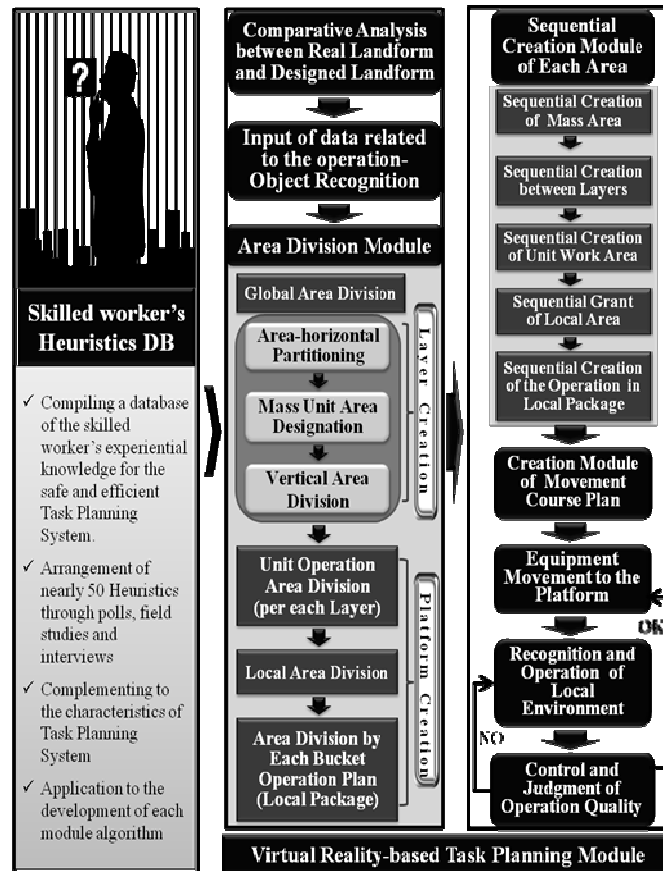 ?
Skilled worker's
Heuristics DB
✓ Compiling a database
of the skilled
worker's experiential
knowledge for the
safe and efficient
Task Planning
System.
✓ Arrangement of
nearly 50 Heuristics
through polls, field
studies and
interviews
✓ Complementing to
the characteristics of
Task Planning
System
✓ Application to the
development of each
module algorithm
Comparative Analysis
between Real Landform
and Designed Landform
Input of data related
to the operation-
Object Recognition
Area Division Module
Global Area Division
Area-horizontal
Partitioning
Mass Unit Area
Designation
Vertical Area
Division
Layer Creation
Unit Operation
Area Division
(per each Layer)
Local Area Division
Area Division by
Each Bucket
Operation Plan
(Local Package)
Platform Creation
Sequential
Creation Module
of Each Area
Sequential Creation
of Mass Area
Sequential Creation
between Layers
Sequential Creation
of Unit Work Area
Sequential Grant
of Local Area
Sequential Creation
of the Operation in
Local Package
Creation Module
of Movement
Course Plan
Equipment
Movement to the
Platform
OK
Recognition and
Operation of
Local
Environment
NO
Control and
Judgment of
Operation Quality
Virtual Reality-based Task Planning Module